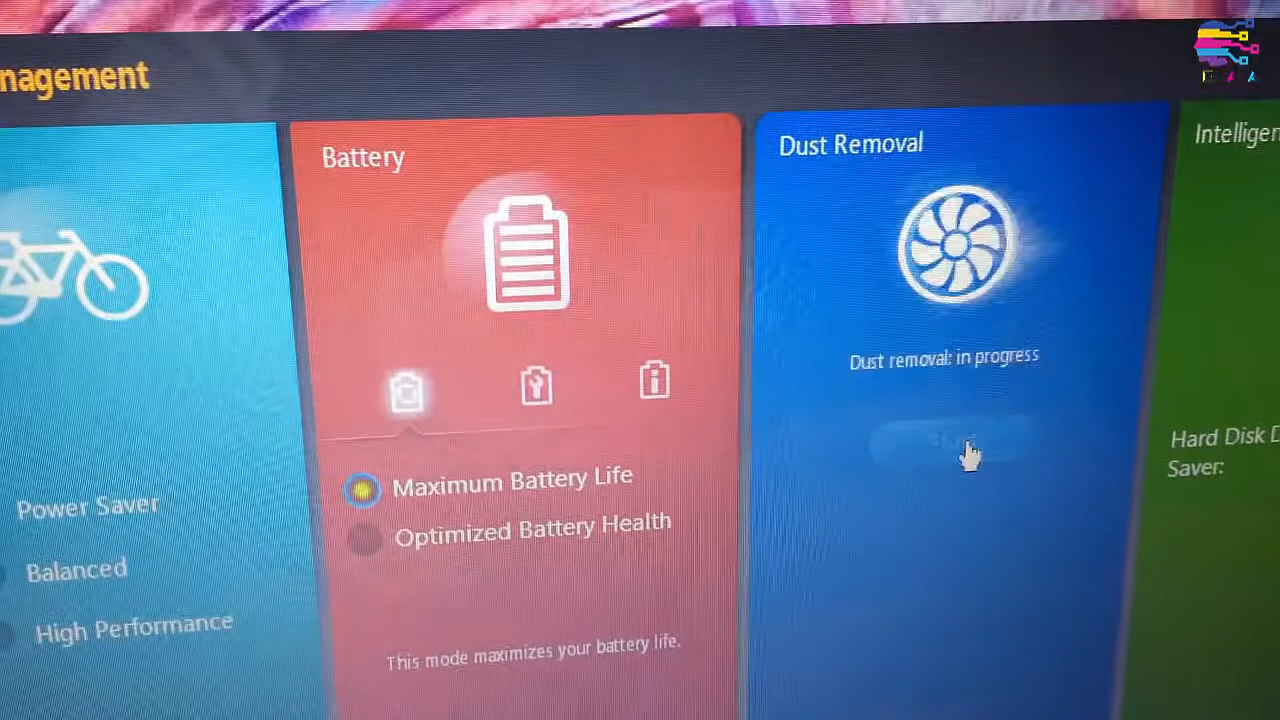 nagement
Power Saver
Balanced
High Performance
Battery
Maximum Battery Life
Optimized Battery Health
This mode maximizes your battery life.
Dust Removal
Dust removal: in progress
Intelligen
Hard Disk D
Saver: